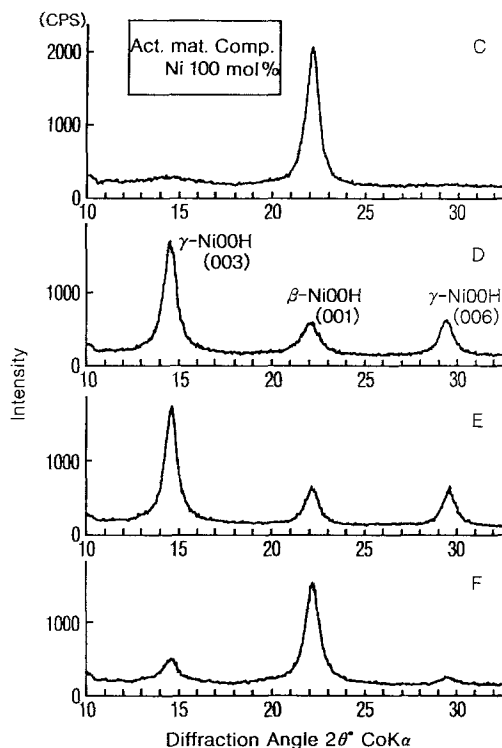 (CPS)
2000
1000
0
Act. mat. Comp.
Ni 100 mol%
C
10 15 20 25 30
γ-NiOOH
(003)
β-NiOOH
(001)
γ-NiOOH
(006)
D
1000
0
10 15 20 25 30
Intensity
E
1000
0
10 15 20 25 30
F
1000
0
10 15 20 25 30
Diffraction Angle 2θ° CoKα